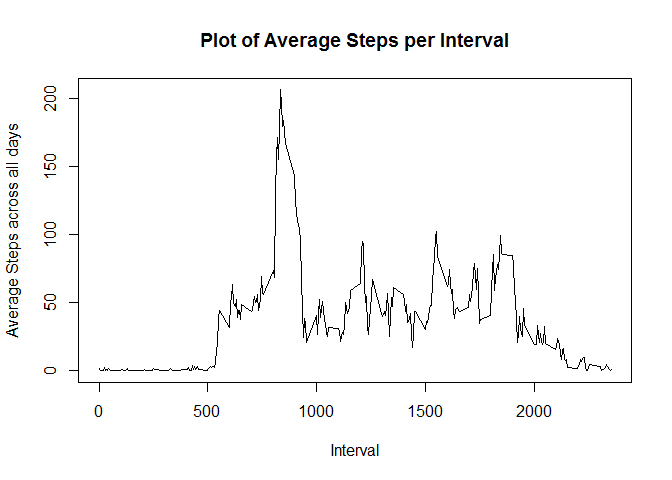 Plot of Average Steps per Interval
Average Steps across all days
200
150
100
50
0
0 500 1000 1500 2000
Interval